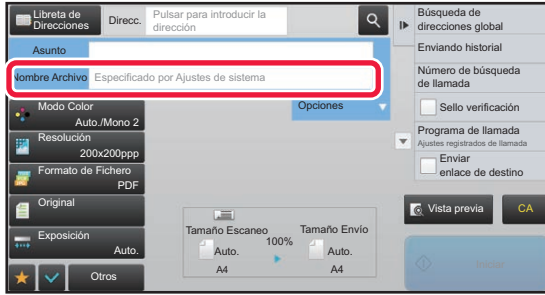 Libreta de
Direcciones
Direcc.
Pulsar para introducir la
dirección
Asunto
Nombre Archivo
Especificado por Ajustes de sistema
Modo Color
Auto./Mono 2
Opciones
Resolución
200x200ppp
Formato de Fichero
PDF
Original
Exposición
Auto.
Otros
Tamaño Escaneo
100%
Tamaño Envío
Auto.
Auto.
A4
A4
Búsqueda de
direcciones global
Enviando historial
Número de búsqueda
de llamada
Sello verificación
Programa de llamada
Ajustes registrados de llamada
Enviar
enlace de destino
Vista previa
CA